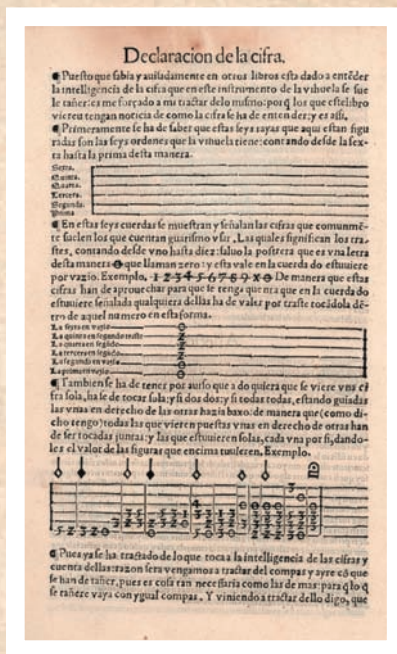 Declaracion de la cifra.
¶ Puesto que sabia y auisadamente en otros libros esta dado a entẽder
la intelligencia de la cifra que en este instrumento de la vihuela se sue
le tañer: es me forçado a mi tractar delo mismo: por q̃ los que este libro
vieren tengan noticia de como la cifra se ha de entender: y es assi.
¶ Primeramente se ha de saber que estas seys rayas que aqui estan figu
radas son las seys ordenes que la vihuela tiene: contando desde la sex-
ta hasta la prima desta manera.
Sexta.
Quinta.
Quarta.
Tercera.
Segunda.
Prima
¶ En estas seys cuerdas se muestran y señalan las cifras que comunmẽ-
te suelen los que cuentan guarismo vsar. Las quales significan los tra-
stes, contando desde vno hasta diez: saluo la postrera que es vna letra
desta manera o que llaman zero: y esta vale en la cuerda do estuuiere
por vazio. Exemplo. 1 2 3 4 5 6 7 8 9 X o De manera que estas
cifras han de aprouechar para que se tenga que en la cuerda do
estuuiere señalada qualquiera dellas ha de valer por traste tocãdola dẽ-
tro de aquel numero en esta forma.
La sexta en vazio o
La quinta en segundo traste 2
La quarta en segũdo 2
La tercera en segũdo
La segunda en vazio o
La prima en vazio o
¶ Tambien se ha de tener por auiso que a do quiera que se viere vna ci
fra sola, ha se de tocar sola: y si dos dos: y si todas todas, estando guiadas
las vnas en derecho de las otras hazia baxo: de manera que (como di-
cho tengo) todas las que vieren puestas vnas en derecho de otras han
de ser tocadas juntas: y las que estuuieren solas, cada vna por si, dando-
les el valor de las figuras que encima tuuieren. Exemplo.
¶ Pues ya se ha tractado de lo que toca a la intelligencia de las cifras y
cuenta dellas: razon sera vengamos a tractar del compas y ayre cõ que
se han de tañer, pues es cosa tan necessaria como las de mas: para q̃ lo q̃
se tañere vaya con ygual compas. Y viniendo a tractar dello digo, que